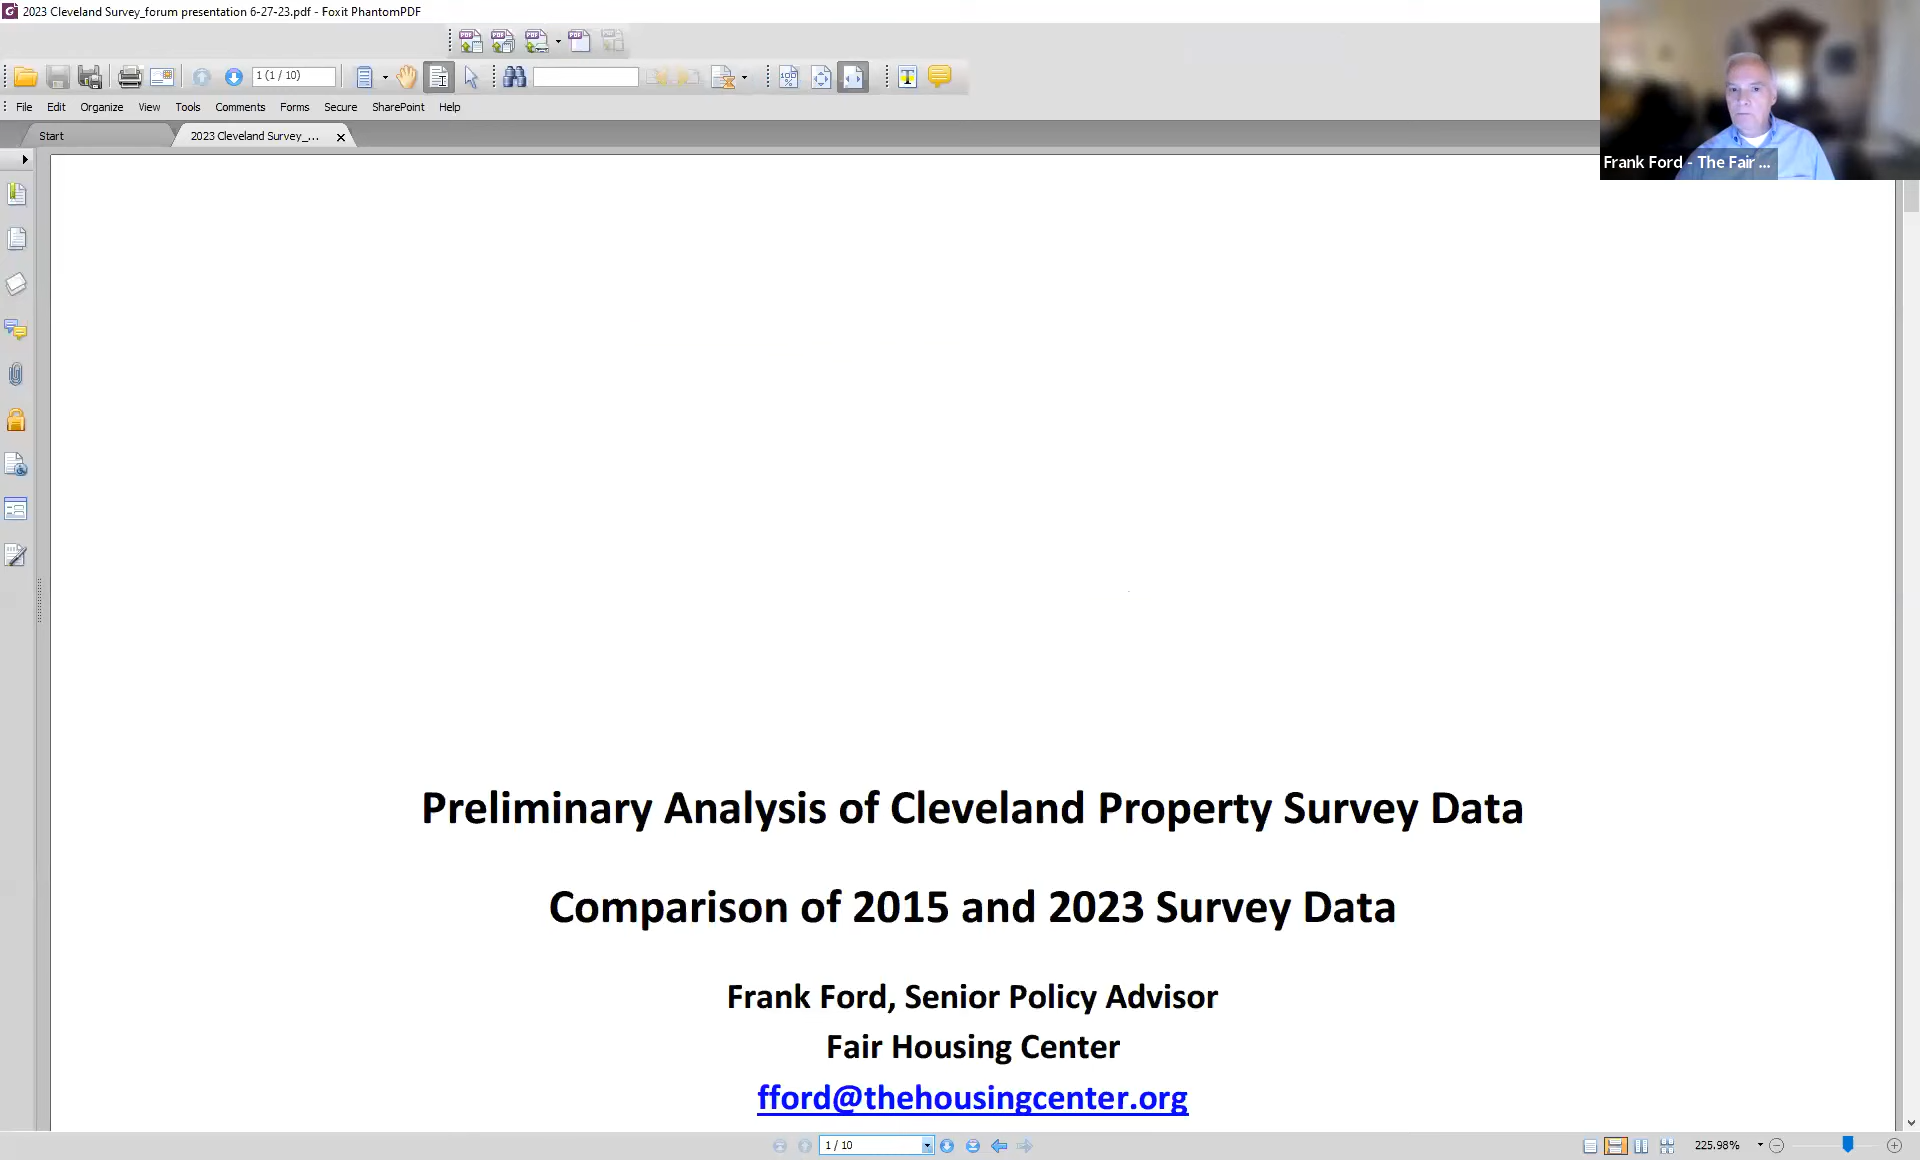 2023 Cleveland Survey_forum presentation 6-27-23.pdf - Foxit PhantomPDF
1 (1 / 10)
File Edit Organize View Tools Comments Forms Secure SharePoint Help
Start
2023 Cleveland Survey_...
Frank Ford - The Fair ...
Preliminary Analysis of Cleveland Property Survey Data
Comparison of 2015 and 2023 Survey Data
Frank Ford, Senior Policy Advisor
Fair Housing Center
fford@thehousingcenter.org
1 / 10
225.98%